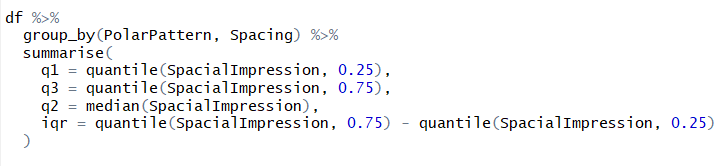 df %>%
  group_by(PolarPattern, Spacing) %>%
  summarise(
    q1 = quantile(SpacialImpression, 0.25),
    q3 = quantile(SpacialImpression, 0.75),
    q2 = median(SpacialImpression),
    iqr = quantile(SpacialImpression, 0.75) - quantile(SpacialImpression, 0.25)
  )